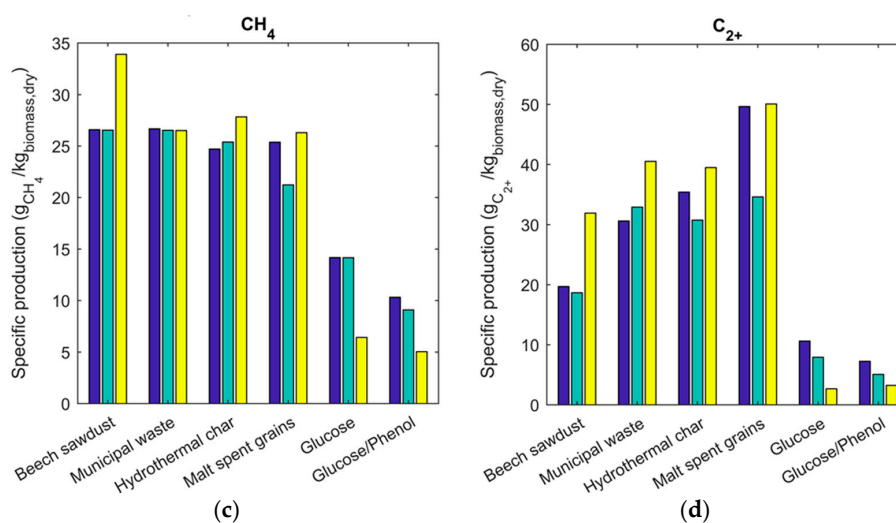 CH4
Specific production (gCH4/kgbiomass,dry)
35
30
25
20
15
10
5
0
Beech sawdust
Municipal waste
Hydrothermal char
Malt spent grains
Glucose
Glucose/Phenol
(c)
C2+
Specific production (gC2+/kgbiomass,dry)
60
50
40
30
20
10
0
Beech sawdust
Municipal waste
Hydrothermal char
Malt spent grains
Glucose
Glucose/Phenol
(d)